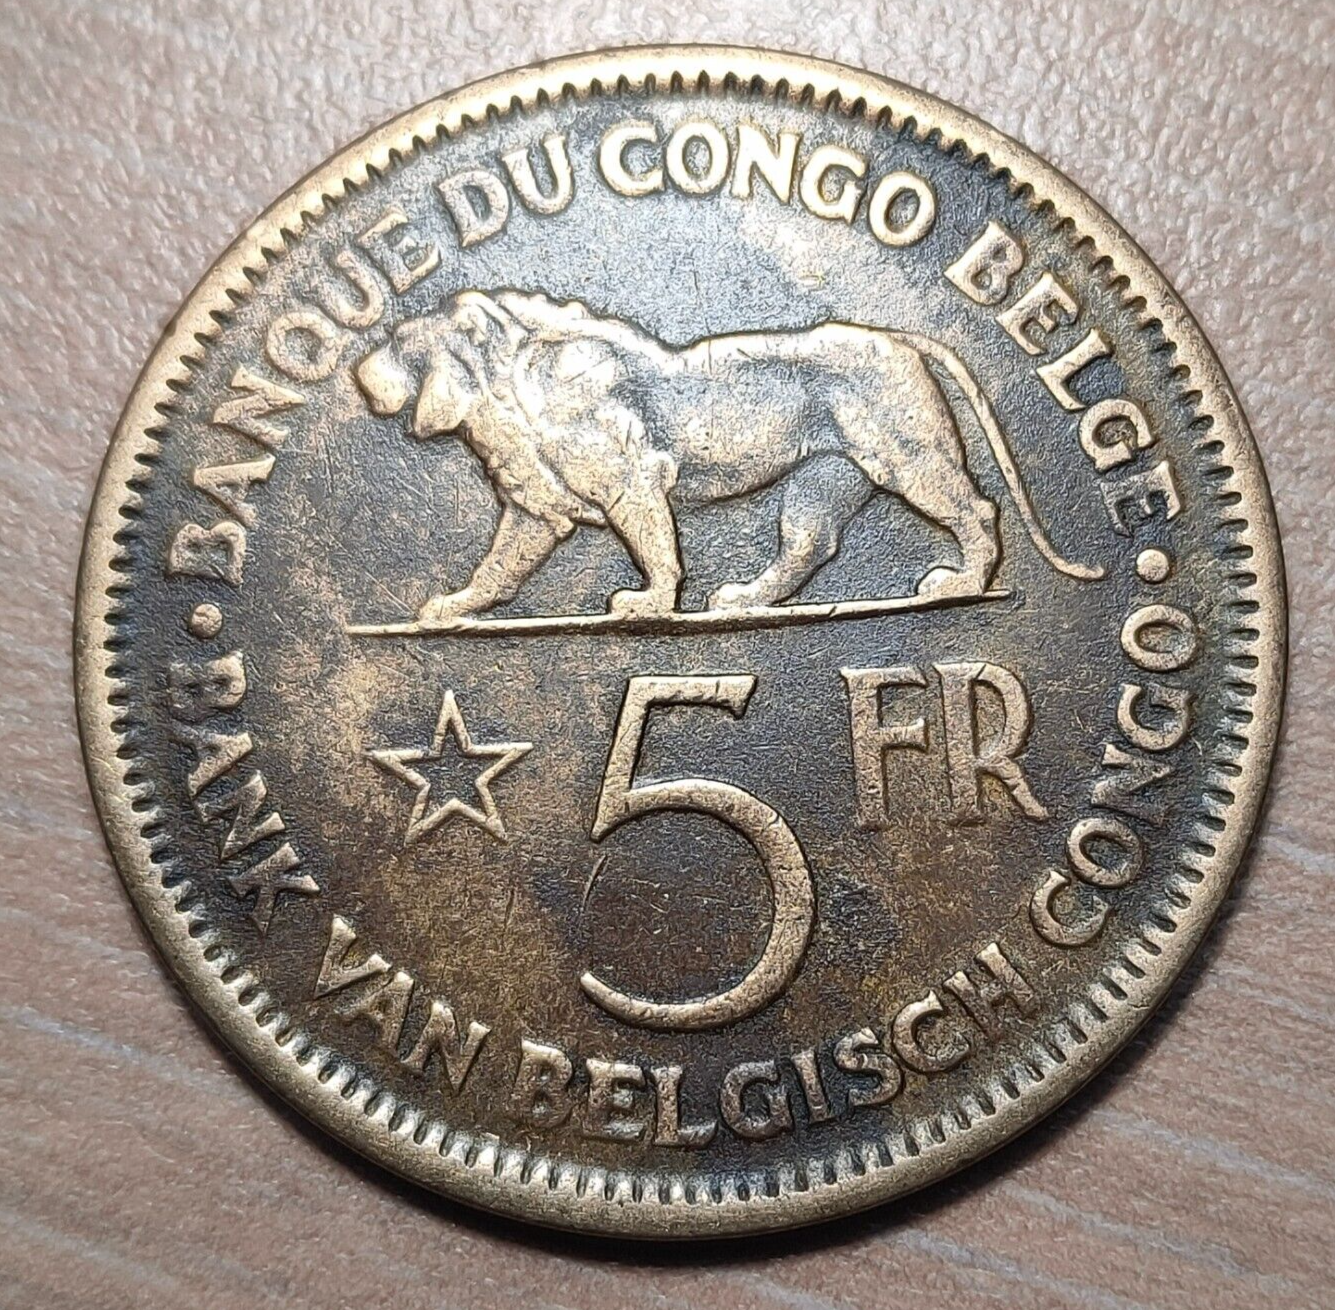 BANQUE DU CONGO BELGE
5 FR
BANK VAN BELGISCH CONGO